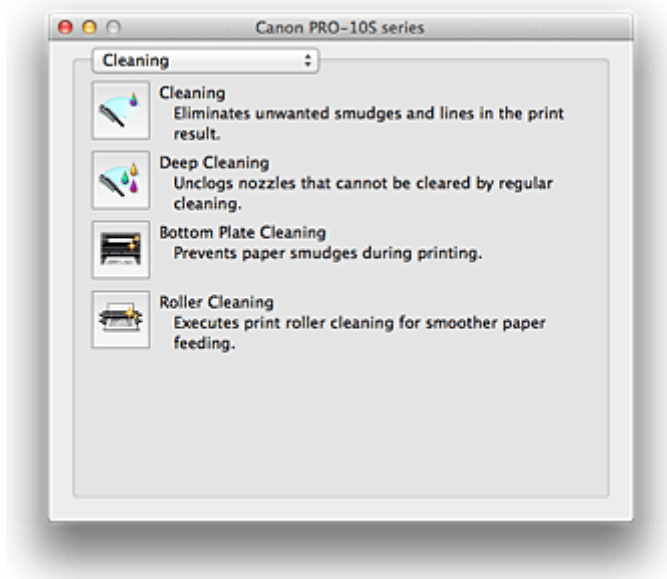 Canon PRO-10S series
Cleaning
Cleaning
Eliminates unwanted smudges and lines in the print
result.
Deep Cleaning
Unclogs nozzles that cannot be cleared by regular
cleaning.
Bottom Plate Cleaning
Prevents paper smudges during printing.
Roller Cleaning
Executes print roller cleaning for smoother paper
feeding.